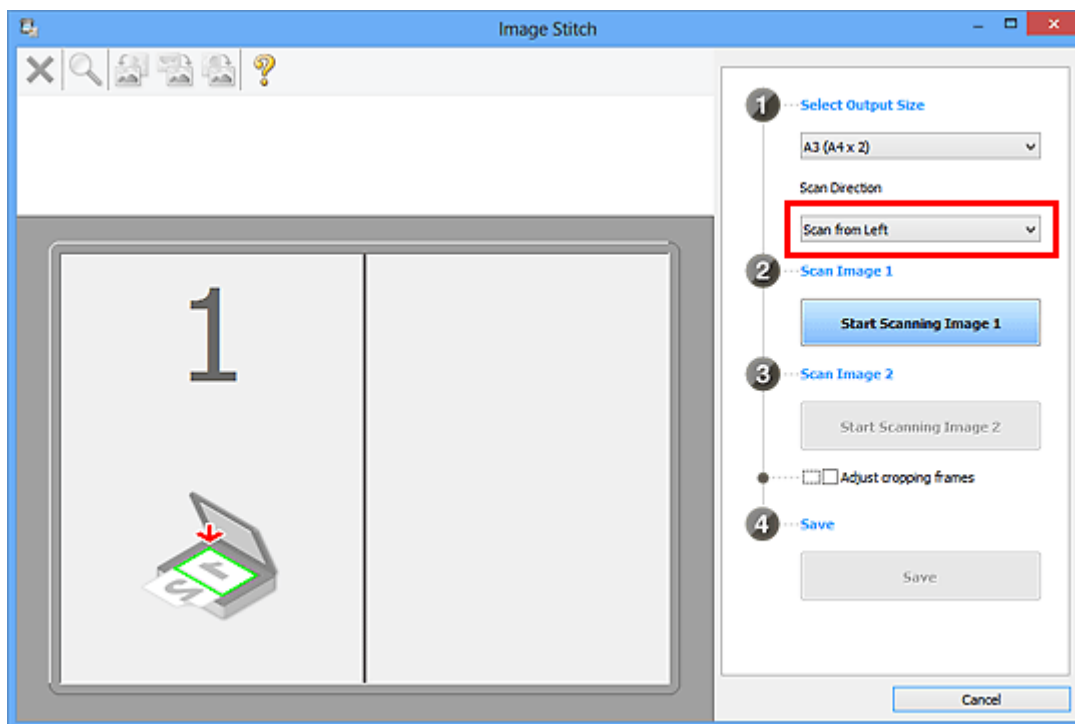 Image Stitch
1 Select Output Size
A3 (A4 x 2)
Scan Direction
Scan from Left
2 Scan Image 1
Start Scanning Image 1
3 Scan Image 2
Start Scanning Image 2
Adjust cropping frames
4 Save
Save
Cancel
1